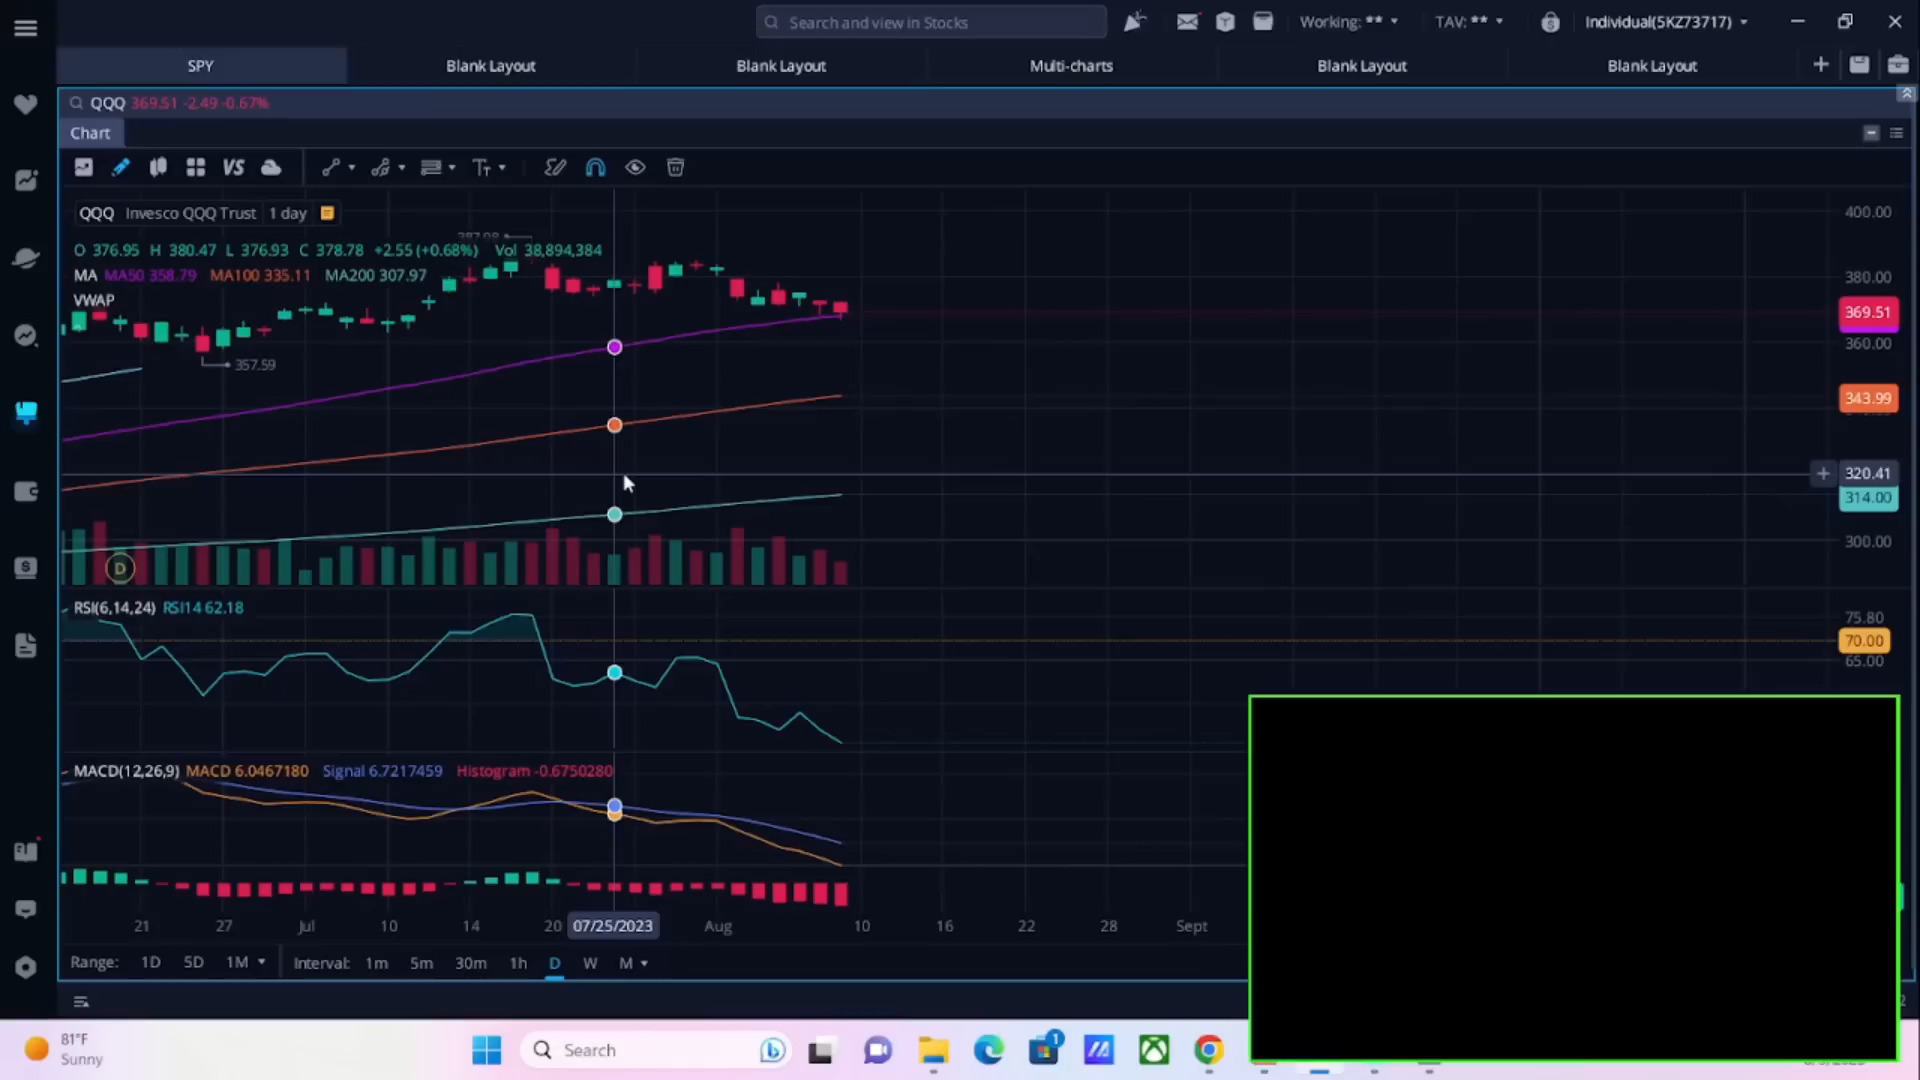 Search and view in Stocks
Working: **
TAV: **
Individual(5KZ73717)
SPY
Blank Layout
Blank Layout
Multi-charts
Blank Layout
Blank Layout
QQQ 369.51 -2.49 -0.67%
Chart
VS
QQQ Invesco QQQ Trust 1 day
400.00
387.98
O 376.95 H 380.47 L 376.93 C 378.78 +2.55 (+0.68%) Vol 38,894,384
MA MA50 358.79 MA100 335.11 MA200 307.97
380.00
VWAP
369.51
360.00
357.59
343.99
320.41
314.00
300.00
D
RSI(6,14,24) RSI14 62.18
75.80
70.00
65.00
MACD(12,26,9) MACD 6.0467180 Signal 6.7217459 Histogram -0.6750280
21 27 Jul 10 14 20 07/25/2023 Aug 10 16 22 28 Sept
Range: 1D 5D 1M Interval: 1m 5m 30m 1h D W M
81°F
Sunny
Search
1